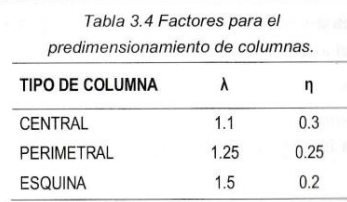 Tabla 3.4 Factores para el
predimensionamiento de columnas.
TIPO DE COLUMNA λ η
CENTRAL 1.1 0.3
PERIMETRAL 1.25 0.25
ESQUINA 1.5 0.2